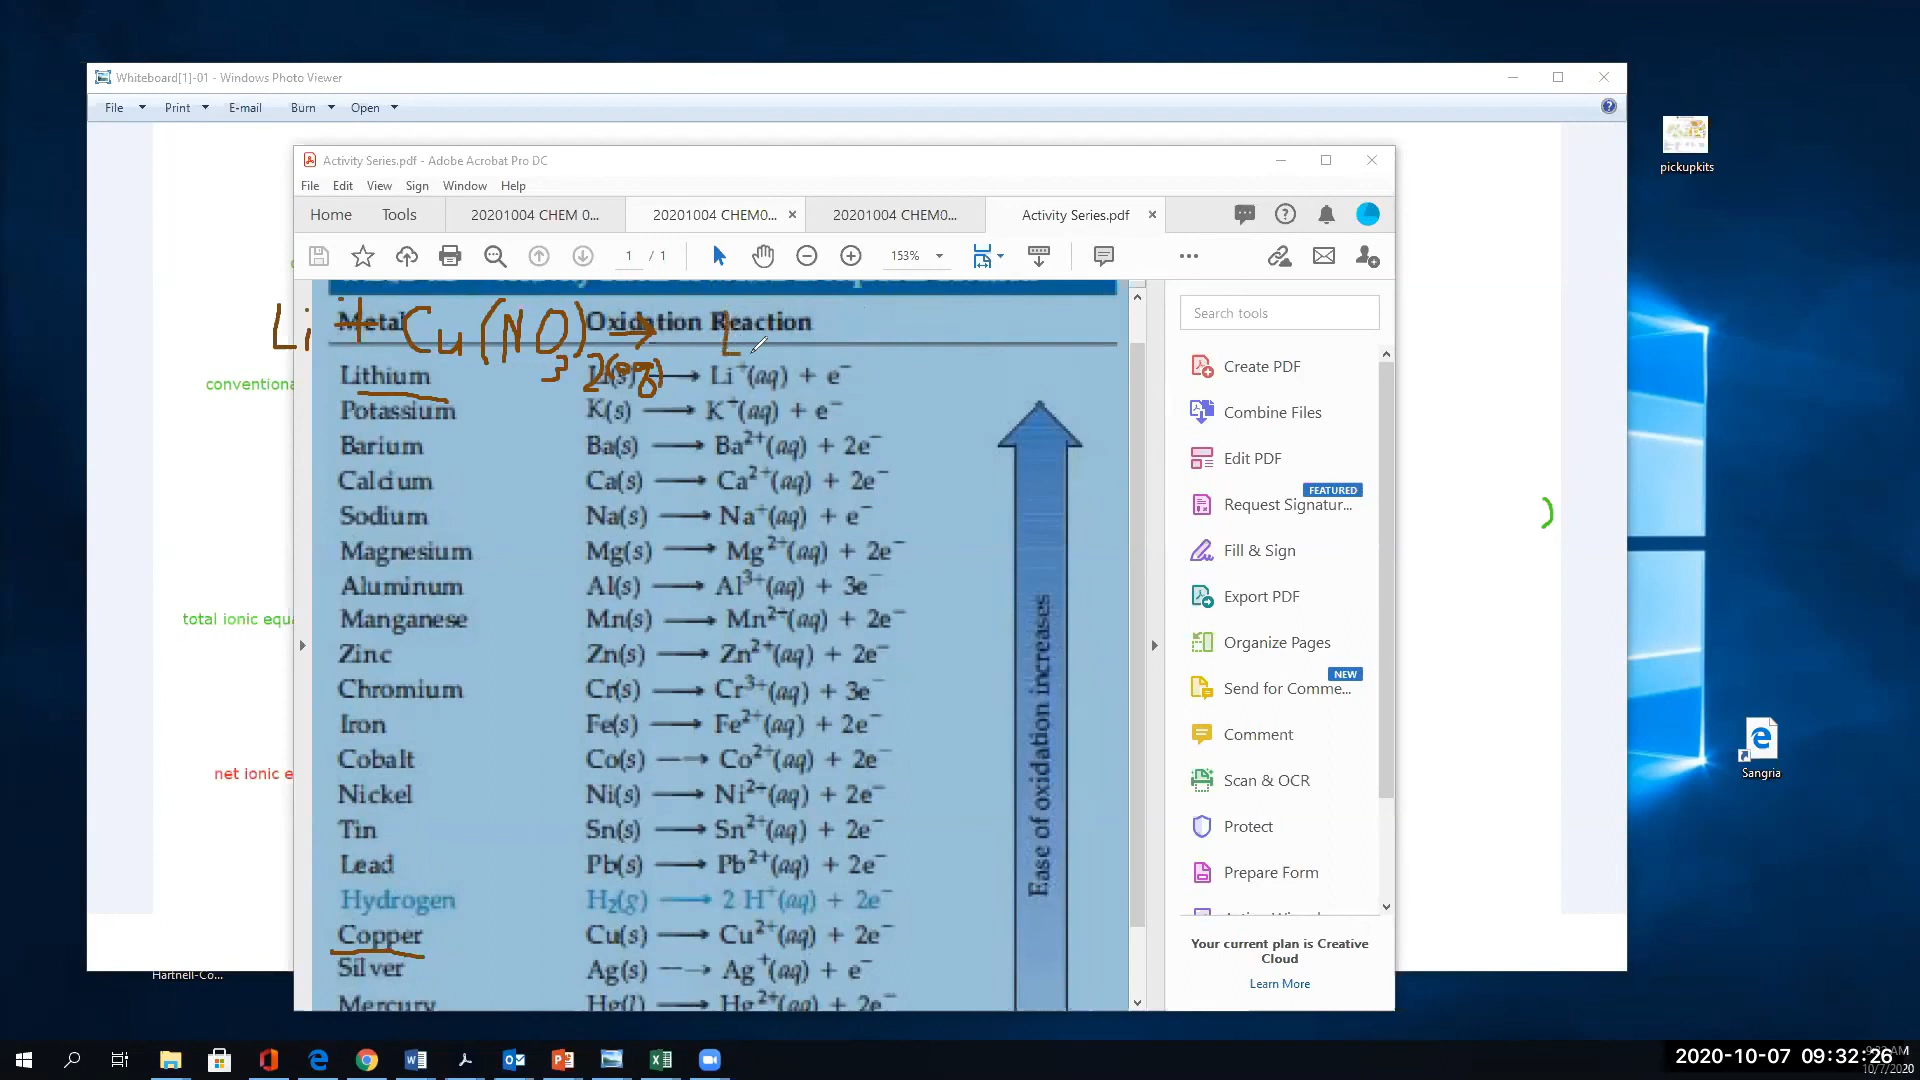 Whiteboard[1]-01 - Windows Photo Viewer
File Print E-mail Burn Open
pickupkits
Activity Series.pdf - Adobe Acrobat Pro DC
File Edit View Sign Window Help
Home Tools 20201004 CHEM 0... 20201004 CHEM0... 20201004 CHEM0... Activity Series.pdf
1 / 1 153%
Search tools
Metal Oxidation Reaction
Li + Cu(NO3)2(aq) → L
Lithium Li(s) → Li⁺(aq) + e⁻
Potassium K(s) → K⁺(aq) + e⁻
Barium Ba(s) → Ba²⁺(aq) + 2e⁻
Calcium Ca(s) → Ca²⁺(aq) + 2e⁻
Sodium Na(s) → Na⁺(aq) + e⁻
Magnesium Mg(s) → Mg²⁺(aq) + 2e⁻
Aluminum Al(s) → Al³⁺(aq) + 3e⁻
Manganese Mn(s) → Mn²⁺(aq) + 2e⁻
Zinc Zn(s) → Zn²⁺(aq) + 2e⁻
Chromium Cr(s) → Cr³⁺(aq) + 3e⁻
Iron Fe(s) → Fe²⁺(aq) + 2e⁻
Cobalt Co(s) → Co²⁺(aq) + 2e⁻
Nickel Ni(s) → Ni²⁺(aq) + 2e⁻
Tin Sn(s) → Sn²⁺(aq) + 2e⁻
Lead Pb(s) → Pb²⁺(aq) + 2e⁻
Hydrogen H₂(g) → 2 H⁺(aq) + 2e⁻
Copper Cu(s) → Cu²⁺(aq) + 2e⁻
Silver Ag(s) → Ag⁺(aq) + e⁻
Mercury Hg(l) → Hg²⁺(aq) + 2e⁻
Ease of oxidation increases
conventiona
total ionic equa
net ionic e
)
Create PDF
Combine Files
Edit PDF
FEATURED
Request Signatur...
Fill & Sign
Export PDF
Organize Pages
NEW
Send for Comme...
Comment
Scan & OCR
Protect
Prepare Form
Your current plan is Creative
Cloud
Learn More
Sangria
Hartnell-Co...
2020-10-07 09:32:26
10/7/2020